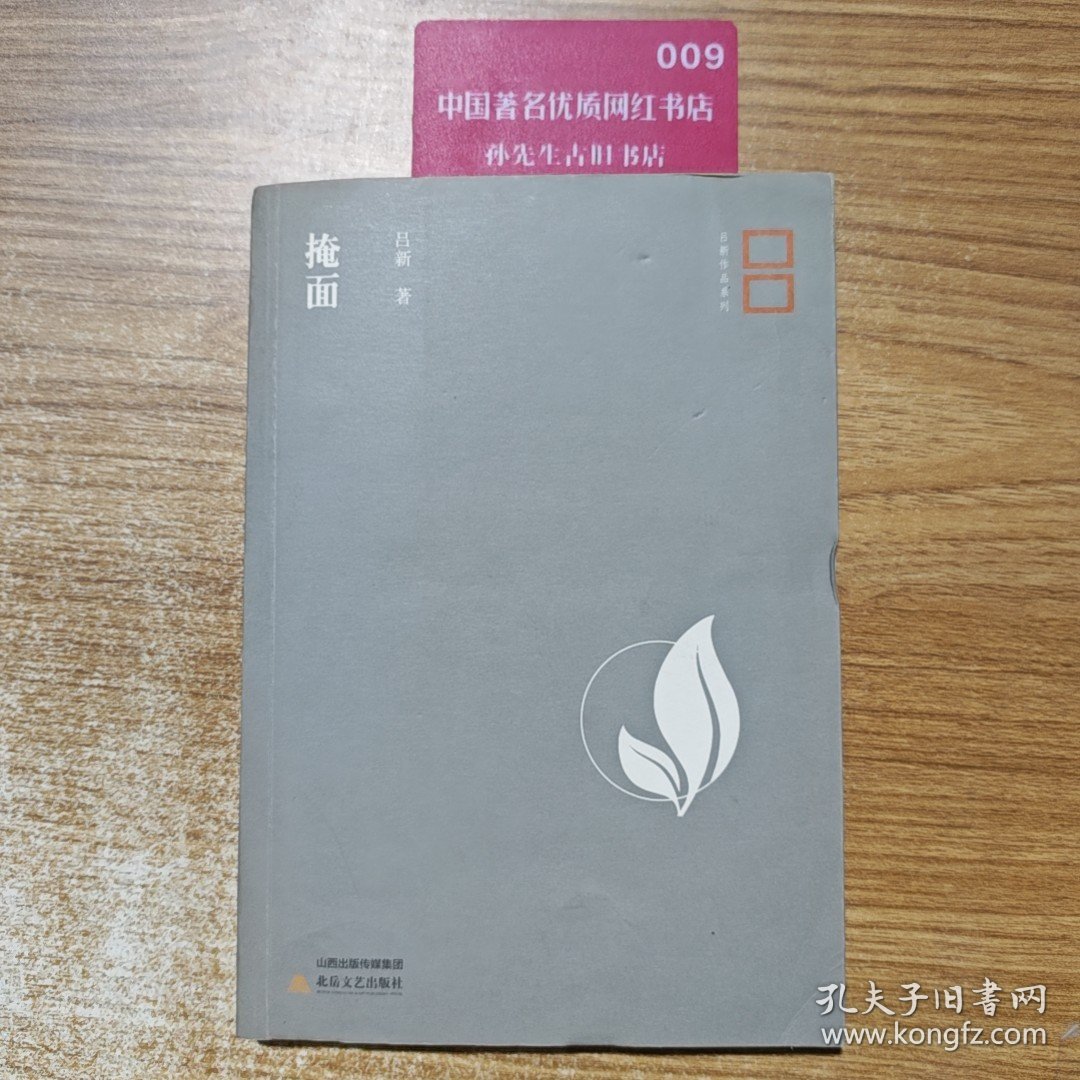 009
中国著名优质网红书店
孙先生古旧书店
掩面
吕新 著
吕新作品系列
山西出版传媒集团
北岳文艺出版社
孔夫子旧书网
www.kongfz.com